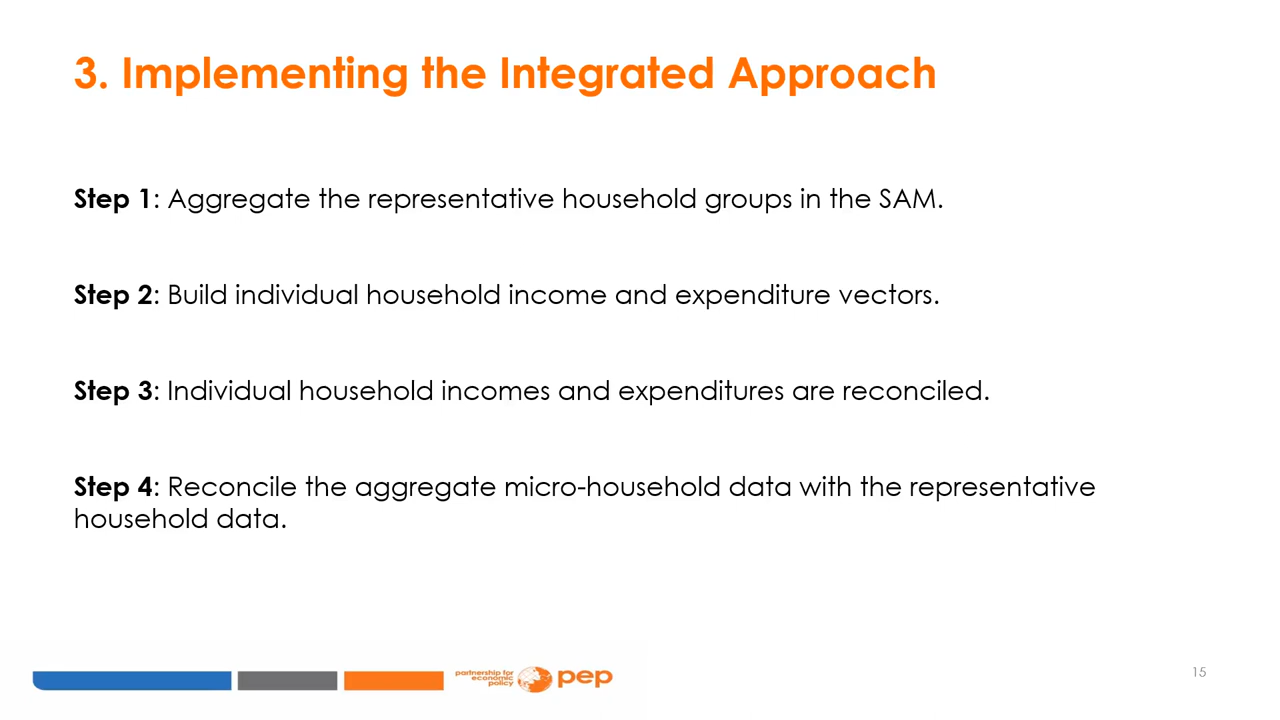 3. Implementing the Integrated Approach
Step 1: Aggregate the representative household groups in the SAM.
Step 2: Build individual household income and expenditure vectors.
Step 3: Individual household incomes and expenditures are reconciled.
Step 4: Reconcile the aggregate micro-household data with the representative
household data.
partnership for
economic
policy
pep
15